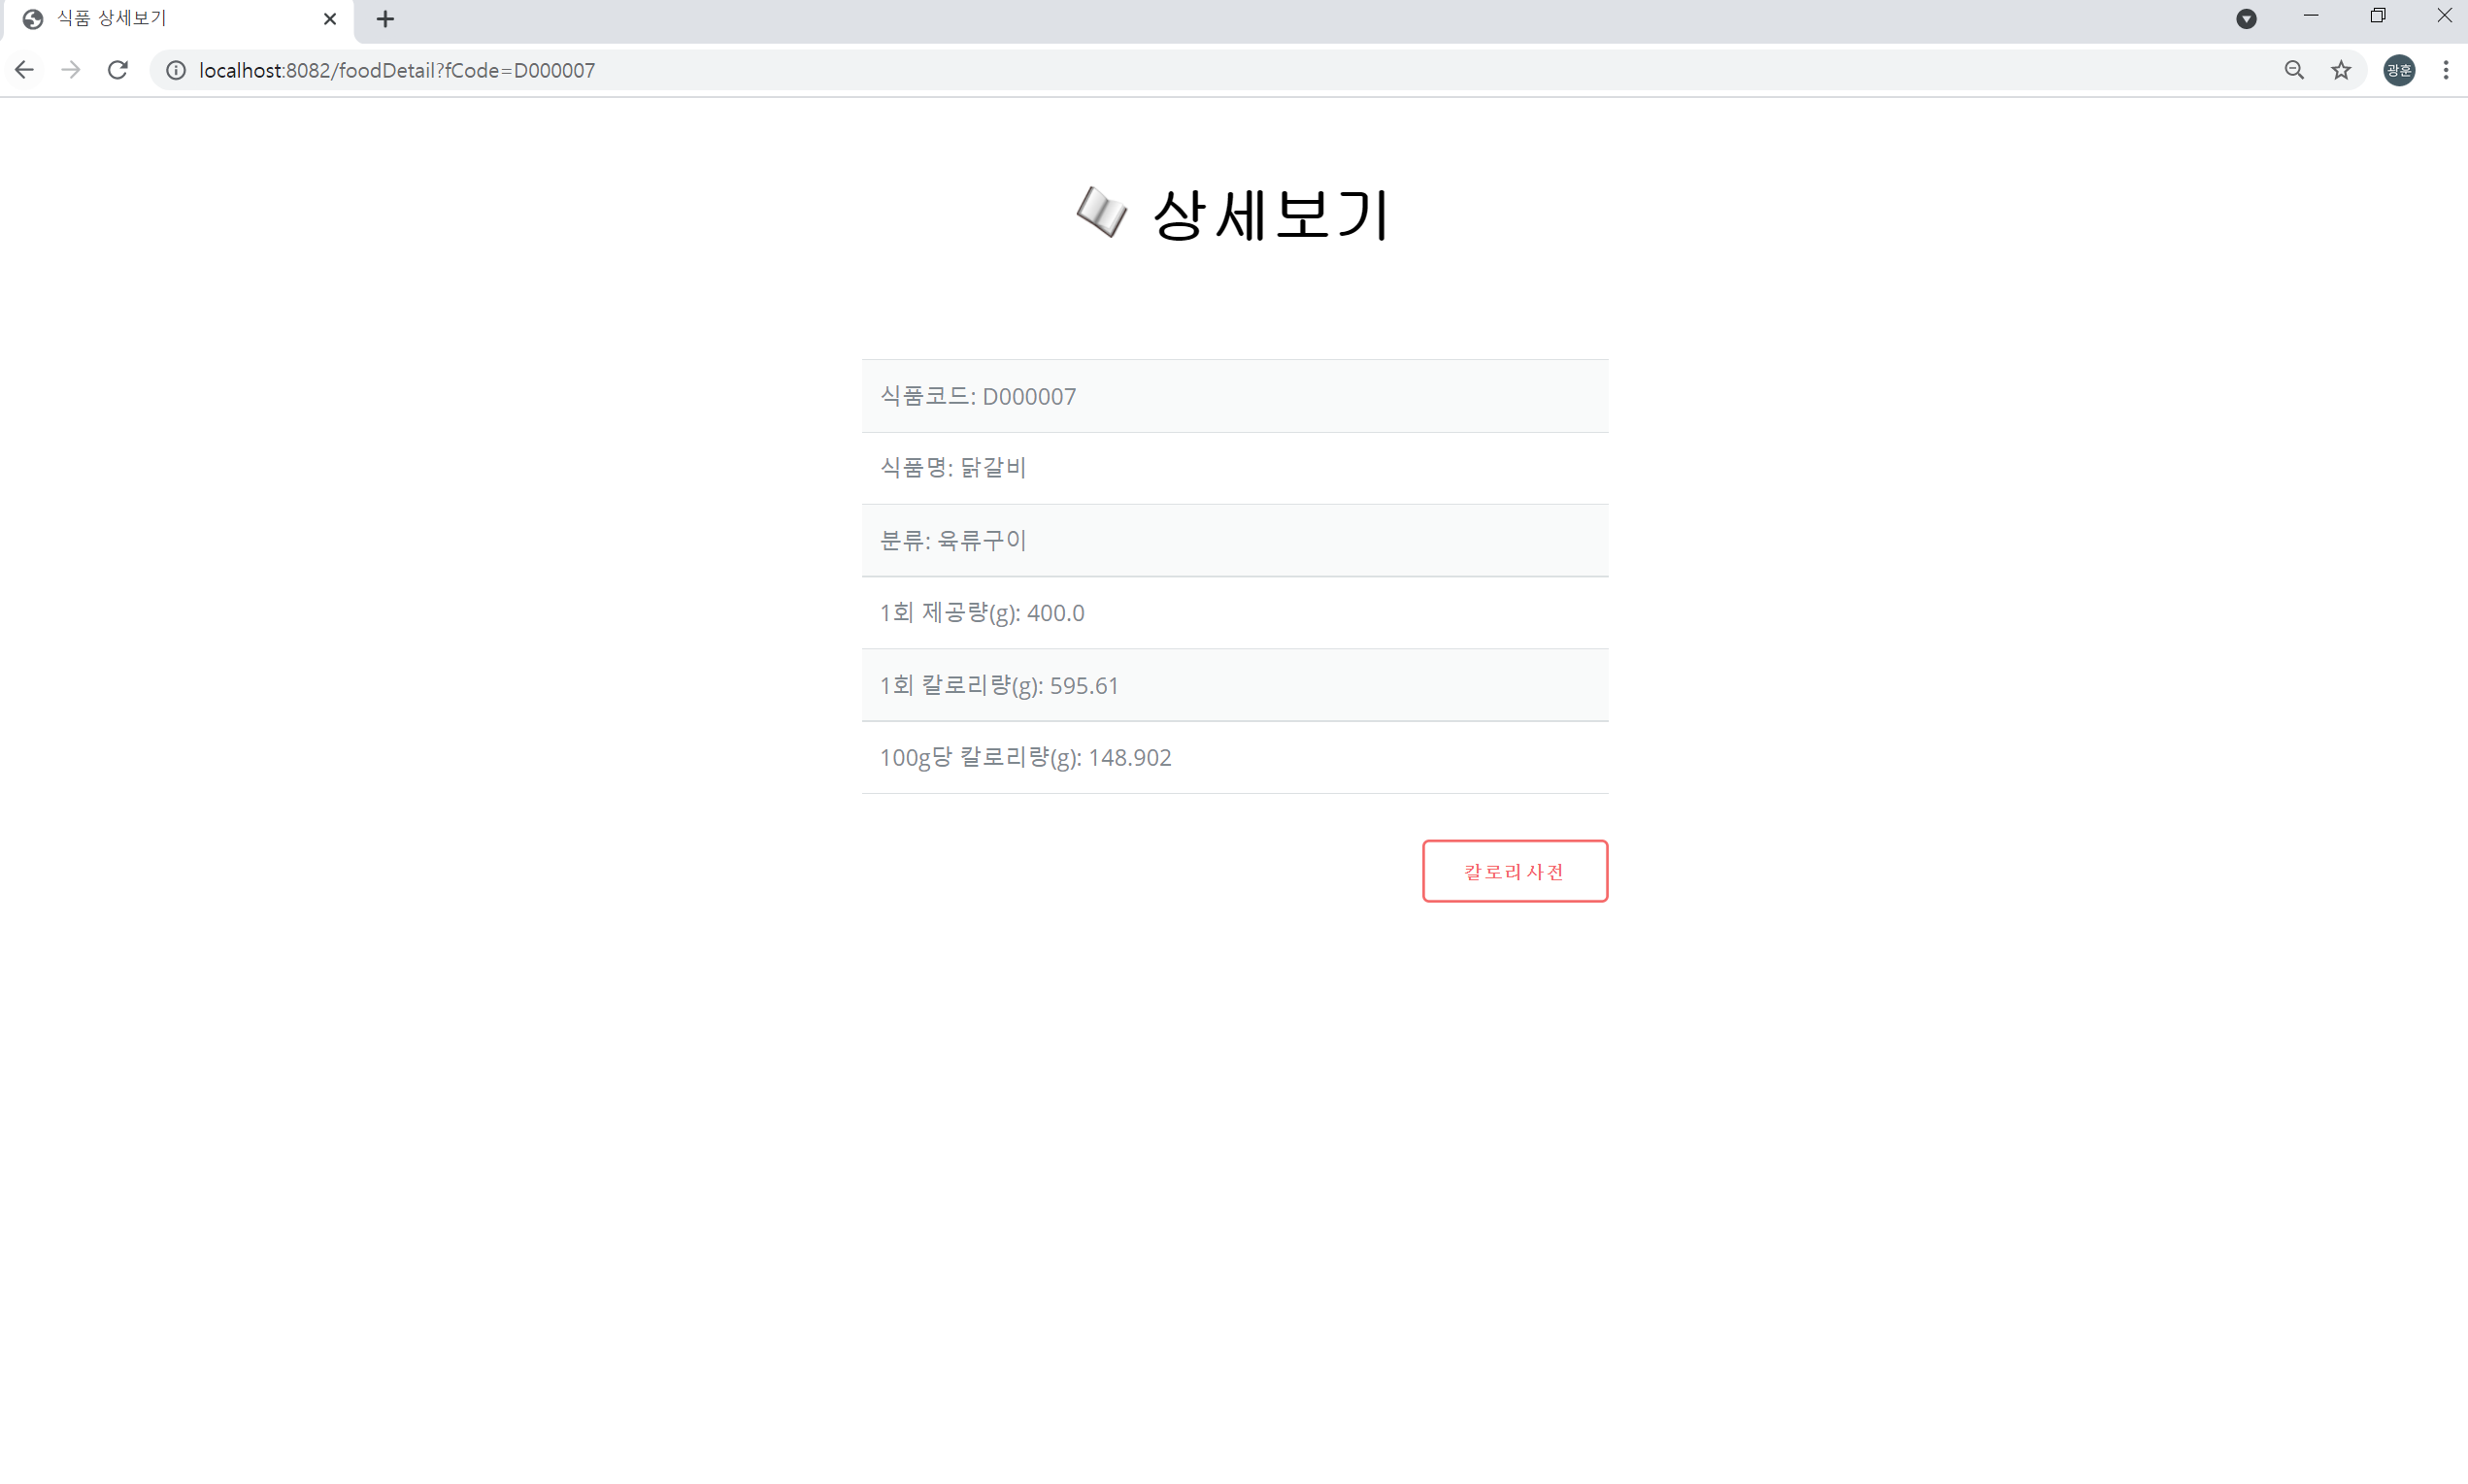 식품 상세보기
localhost:8082/foodDetail?fCode=D000007
광훈
상세보기
식품코드: D000007
식품명: 닭갈비
분류: 육류구이
1회 제공량(g): 400.0
1회 칼로리량(g): 595.61
100g당 칼로리량(g): 148.902
칼로리사전